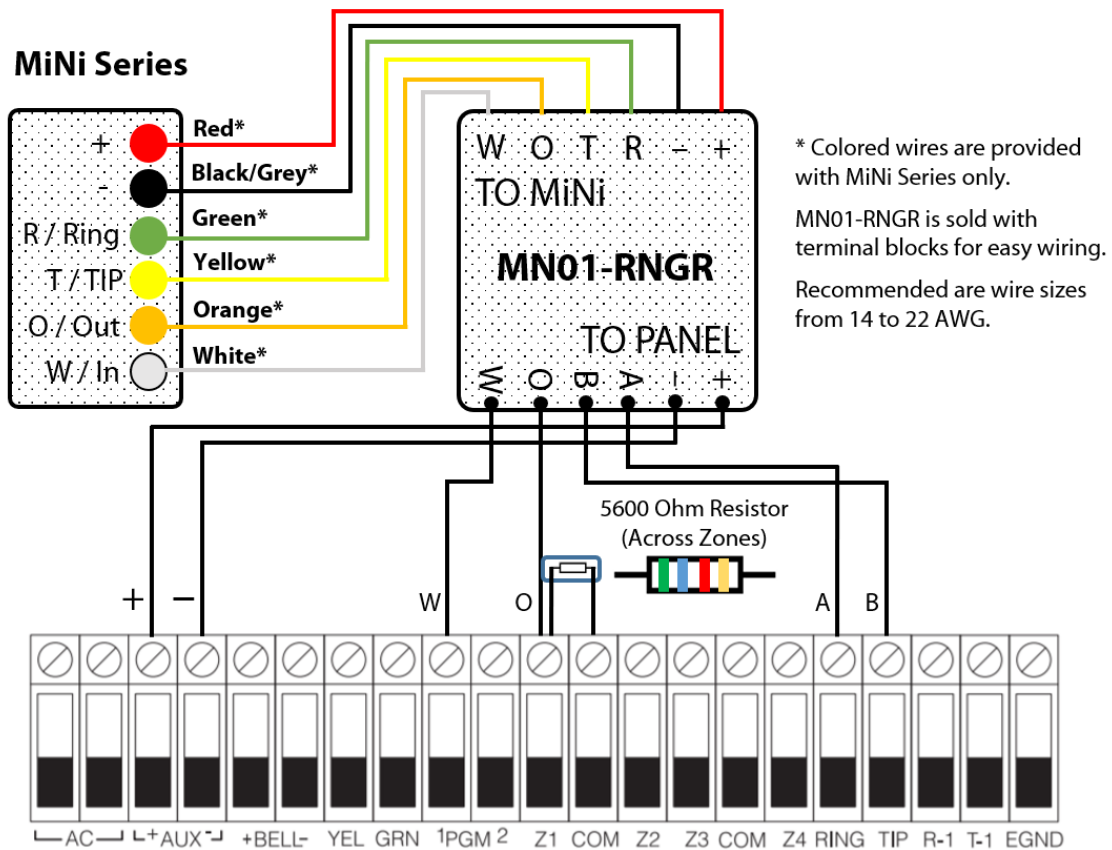 MiNi Series
+
Red*
-
Black/Grey*
R / Ring
Green*
T / TIP
Yellow*
O / Out
Orange*
W / In
White*
W O T R – +
TO MiNi
MN01-RNGR
TO PANEL
W O B A - +
* Colored wires are provided
with MiNi Series only.
MN01-RNGR is sold with
terminal blocks for easy wiring.
Recommended are wire sizes
from 14 to 22 AWG.
5600 Ohm Resistor
(Across Zones)
+ – W O A B
AC + AUX - +BELL- YEL GRN 1PGM 2 Z1 COM Z2 Z3 COM Z4 RING TIP R-1 T-1 EGND